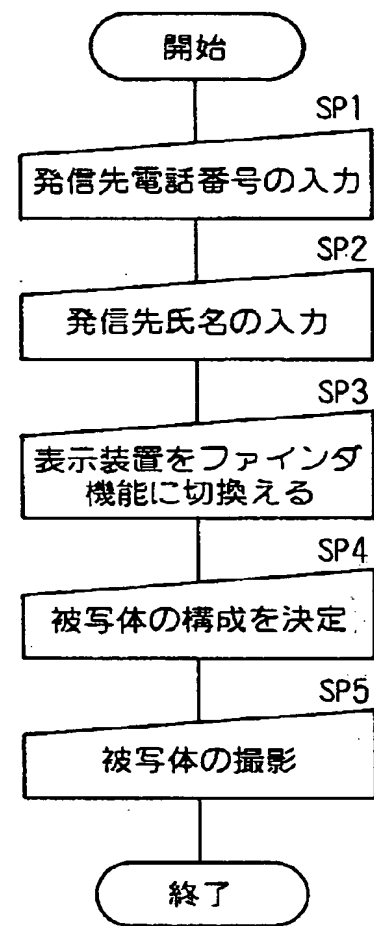 開始
SP1
発信先電話番号の入力
SP2
発信先氏名の入力
SP3
表示装置をファインダ
機能に切換える
SP4
被写体の構成を決定
SP5
被写体の撮影
終了